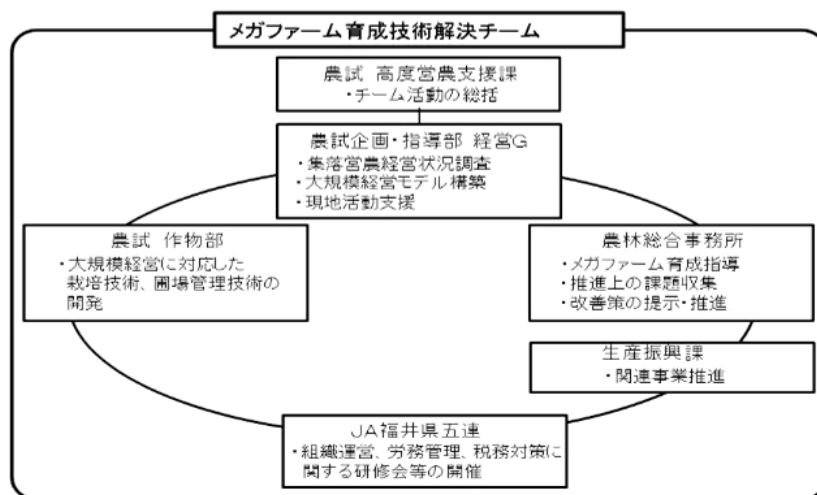 メガファーム育成技術解決チーム
農試 高度営農支援課
・チーム活動の総括
農試企画・指導部 経営G
・集落営農経営状況調査
・大規模経営モデル構築
・現地活動支援
農試 作物部
・大規模経営に対応した
栽培技術、圃場管理技術の
開発
農林総合事務所
・メガファーム育成指導
・推進上の課題収集
・改善策の提示・推進
生産振興課
・関連事業推進
JA福井県五連
・組織運営、労務管理、税務対策に
関する研修会等の開催